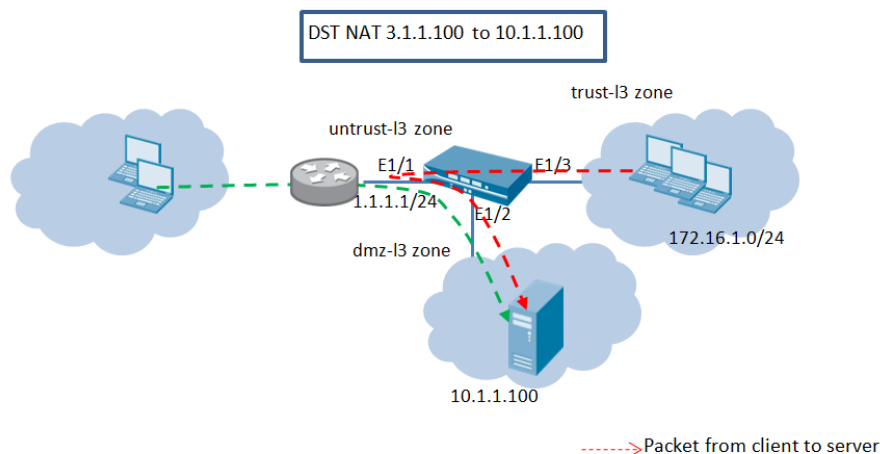 DST NAT 3.1.1.100 to 10.1.1.100
trust-l3 zone
untrust-l3 zone
E1/1
E1/3
1.1.1.1/24
E1/2
172.16.1.0/24
dmz-l3 zone
10.1.1.100
Packet from client to server